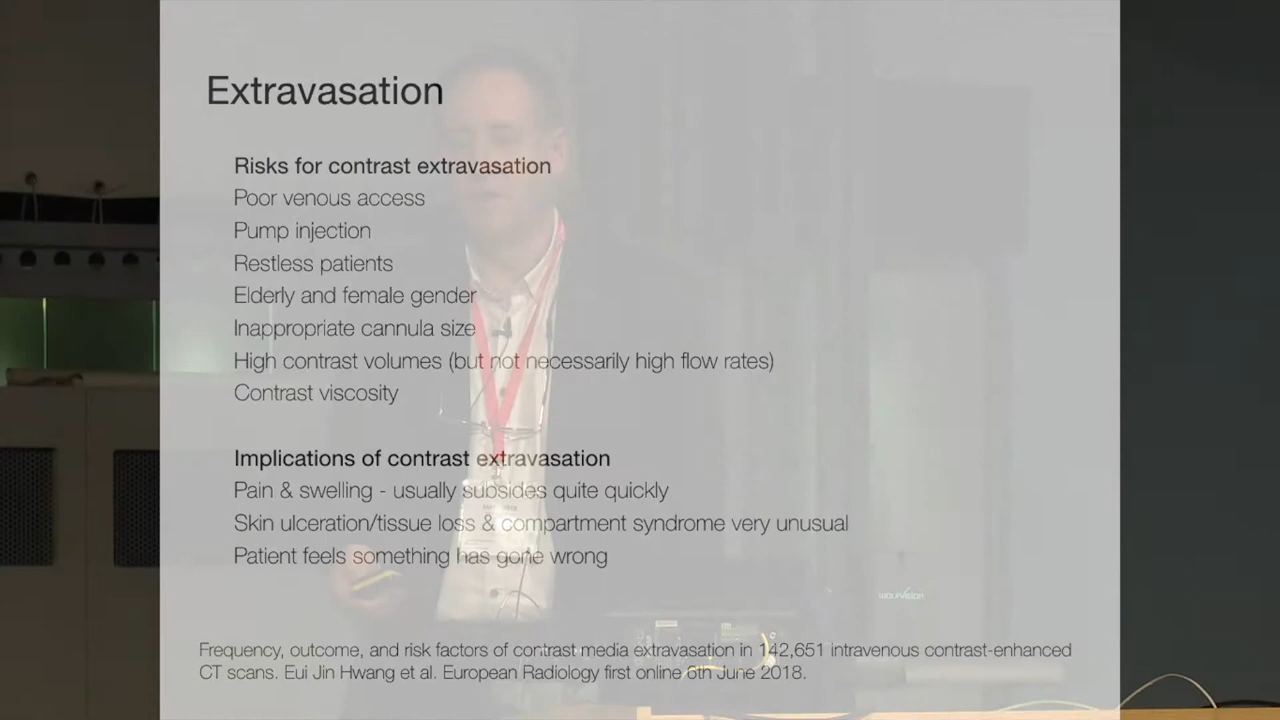 Extravasation
Risks for contrast extravasation
Poor venous access
Pump injection
Restless patients
Elderly and female gender
Inappropriate cannula size
High contrast volumes (but not necessarily high flow rates)
Contrast viscosity
Implications of contrast extravasation
Pain & swelling - usually subsides quite quickly
Skin ulceration/tissue loss & compartment syndrome very unusual
Patient feels something has gone wrong
WOLFVISION
Frequency, outcome, and risk factors of contrast media extravasation in 142,651 intravenous contrast-enhanced
CT scans. Eui Jin Hwang et al. European Radiology first online 6th June 2018.